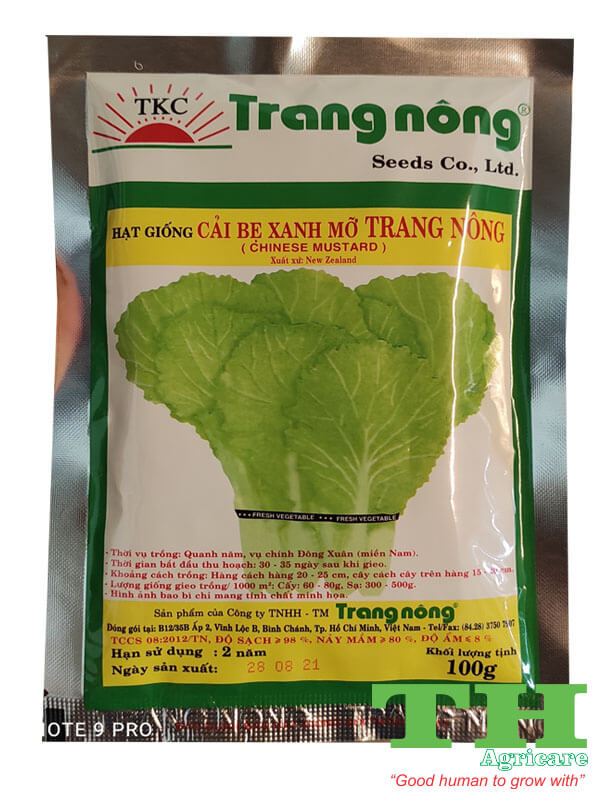 TKC
Trang nông®
Seeds Co., Ltd.
HẠT GIỐNG CẢI BẸ XANH MỠ TRANG NÔNG
( CHINESE MUSTARD )
Xuất xứ: New Zealand
FRESH VEGETABLE • • • FRESH VEGETABLE
• Thời vụ trồng: Quanh năm, vụ chính Đông Xuân (miền Nam).
• Thời gian bắt đầu thu hoạch: 30 - 35 ngày sau khi gieo.
• Khoảng cách trồng: Hàng cách hàng 20 - 25 cm, cây cách cây trên hàng 15 - cm.
• Lượng giống gieo trồng/ 1000 m²: Cấy: 60 - 80g, Sạ: 300 - 500g.
• Hình ảnh bao bì chỉ mang tính chất minh họa.
Sản phẩm của Công ty TNHH - TM Trang nông®
Đóng gói tại: B12/35B Ấp 2, Vĩnh Lộc B, Bình Chánh, Tp. Hồ Chí Minh, Việt Nam - Tel/Fax: (84.28) 3750
TCCS 08:2012/TN, ĐỘ SẠCH ≥ 98 %, NẢY MẦM ≥ 80 %, ĐỘ ẨM ≤ 8 %
Hạn sử dụng : 2 năm
Khối lượng tịnh
Ngày sản xuất: 28 08 21
100g
OTE 9 PRO
TH
Agricare
“Good human to grow with”